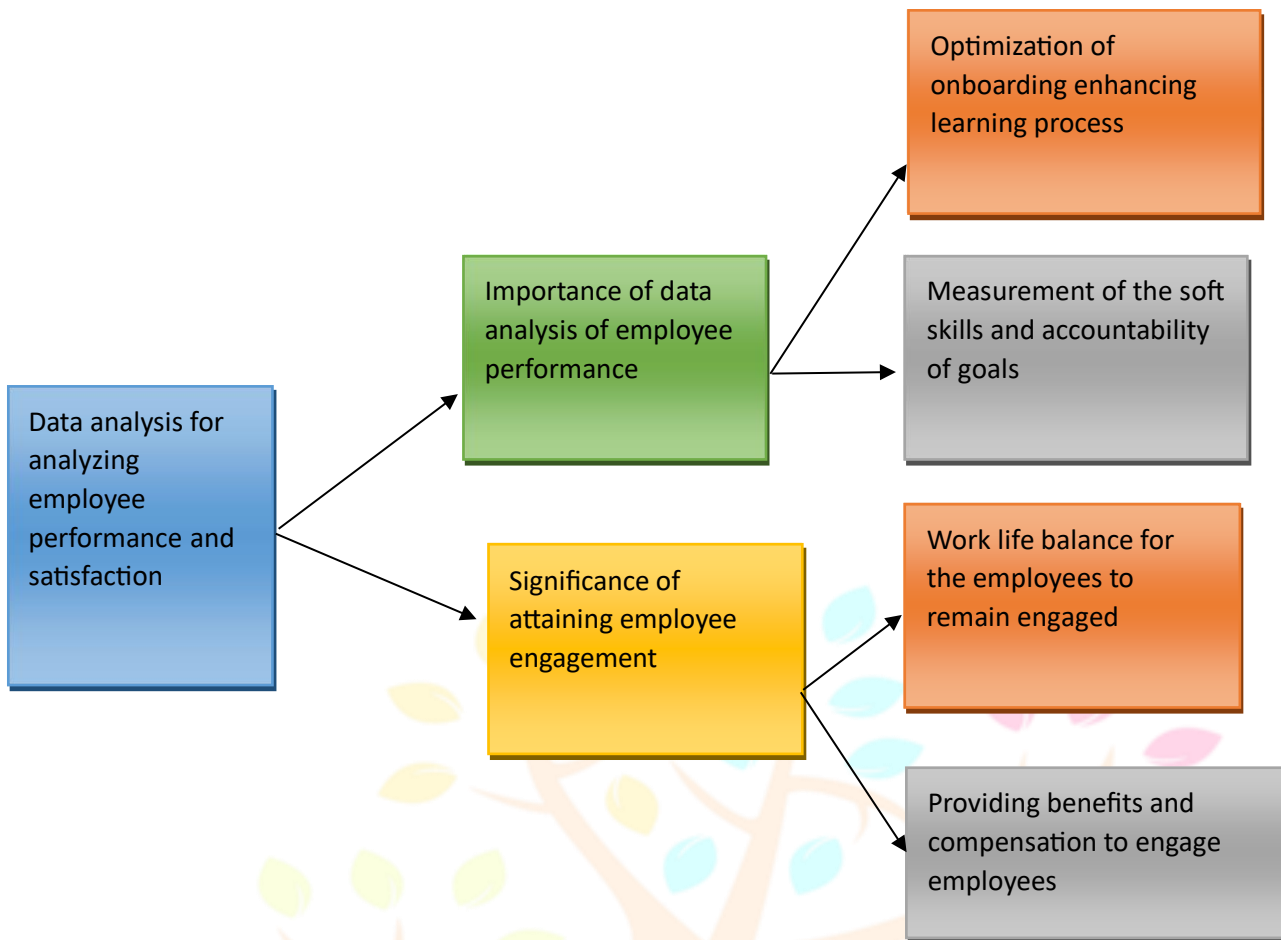 Optimization of
onboarding enhancing
learning process
Importance of data
analysis of employee
performance
Measurement of the soft
skills and accountability
of goals
Data analysis for
analyzing
employee
performance and
satisfaction
Significance of
attaining employee
engagement
Work life balance for
the employees to
remain engaged
Providing benefits and
compensation to engage
employees